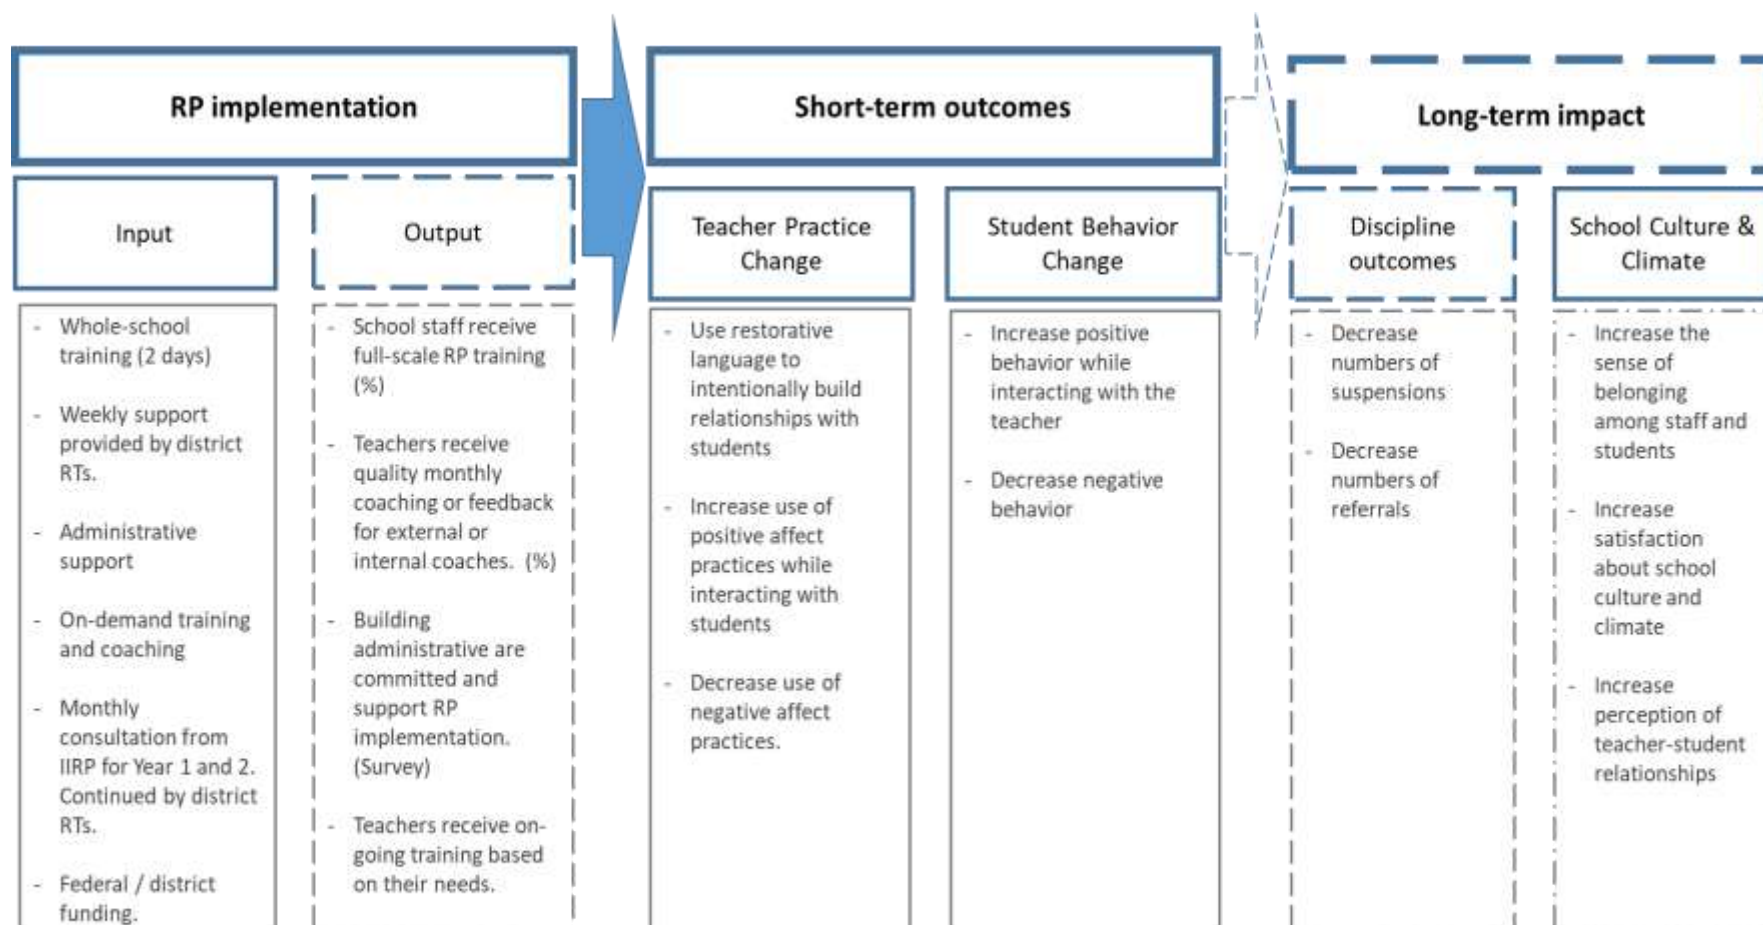 RP implementation
Input
- Whole-school
training (2 days)
- Weekly support
provided by district
RTs.
- Administrative
support
- On-demand training
and coaching
- Monthly
consultation from
IIRP for Year 1 and 2.
Continued by district
RTs.
- Federal / district
funding.
Output
- School staff receive
full-scale RP training
(%)
- Teachers receive
quality monthly
coaching or feedback
for external or
internal coaches. (%)
- Building
administrative are
committed and
support RP
implementation.
(Survey)
- Teachers receive on-
going training based
on their needs.
Short-term outcomes
Teacher Practice
Change
- Use restorative
language to
intentionally build
relationships with
students
- Increase use of
positive affect
practices while
interacting with
students
- Decrease use of
negative affect
practices.
Student Behavior
Change
- Increase positive
behavior while
interacting with the
teacher
- Decrease negative
behavior
Long-term impact
Discipline
outcomes
- Decrease
numbers of
suspensions
- Decrease
numbers of
referrals
School Culture &
Climate
- Increase the
sense of
belonging
among staff and
students
- Increase
satisfaction
about school
culture and
climate
- Increase
perception of
teacher-student
relationships